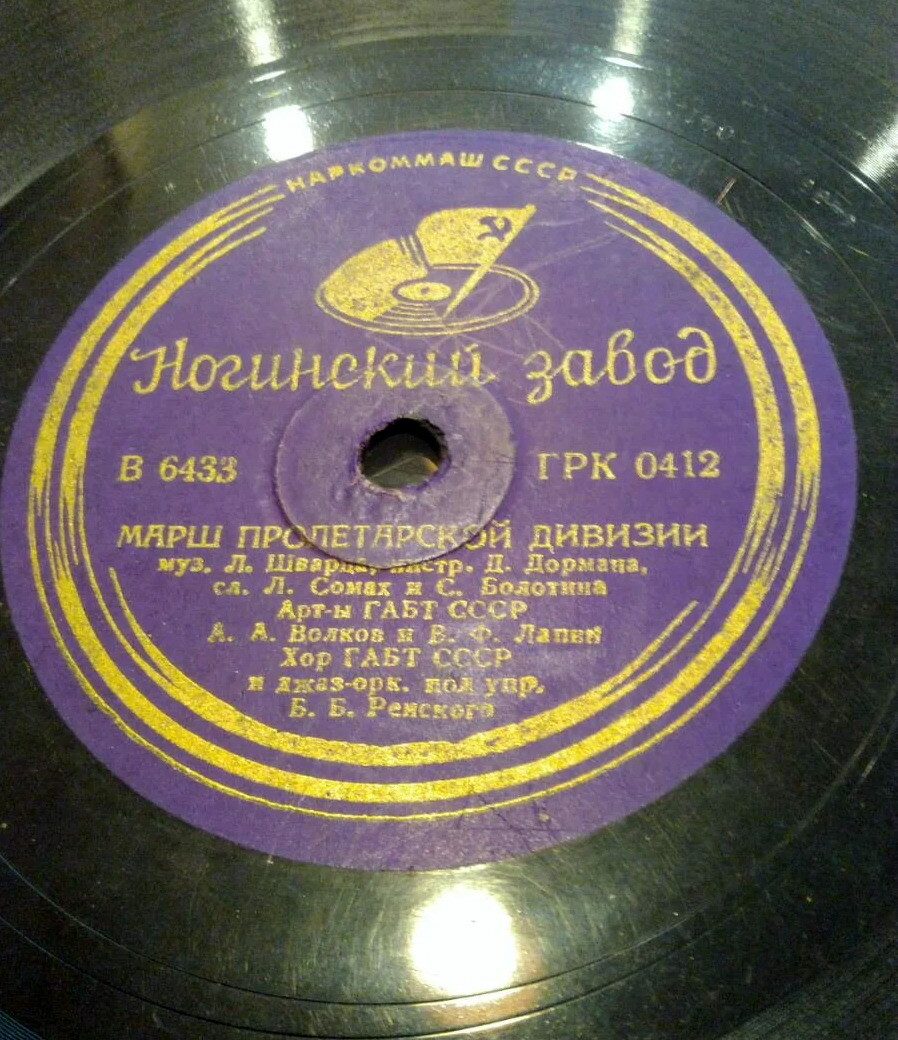 НАРКОММАШ СССР
Ногинский завод
В 6433 ГРК 0412
МАРШ ПРОЛЕТАРСКОЙ ДИВИЗИИ
муз. Л. Шварца, Д. Дормана,
сл. Л. Сомах и С. Болотина
Арт-ы ГАБТ СССР
А. А. Волков и В. Ф. Лапин
Хор ГАБТ СССР
и джаз-орк. под упр.
Б. Б. Ренского